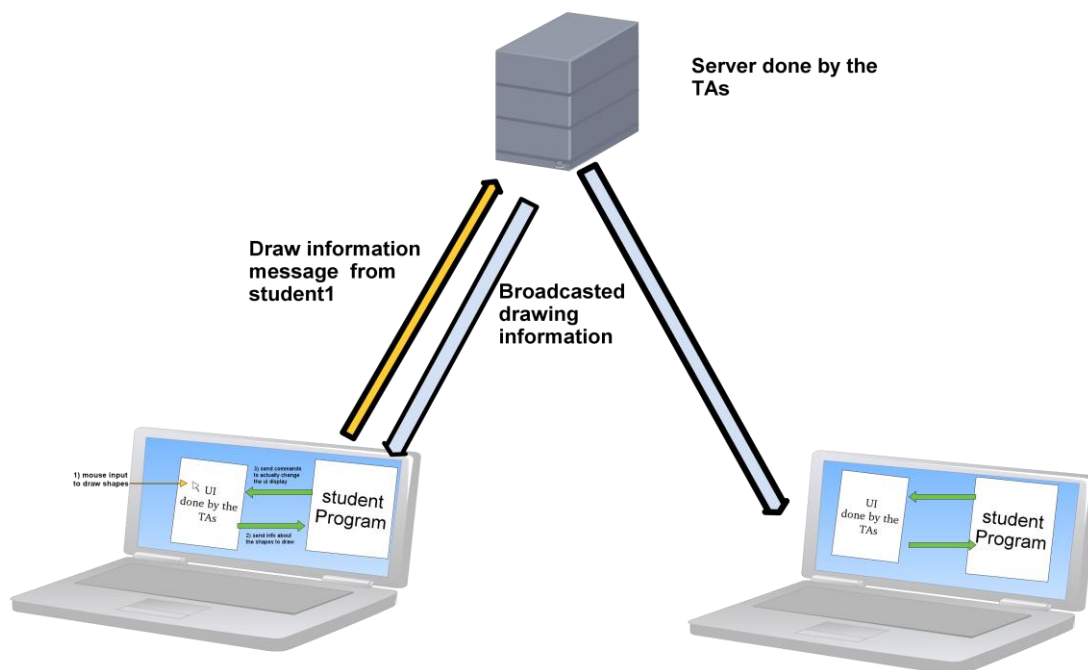 Server done by the
TAs
Draw information
message  from
student1
Broadcasted
drawing
information
1) mouse input
to draw shapes
UI
done by the
TAs
3) send commands
to actually change
the ui display
2) send info about
the shapes to draw
student
Program
UI
done by the
TAs
student
Program